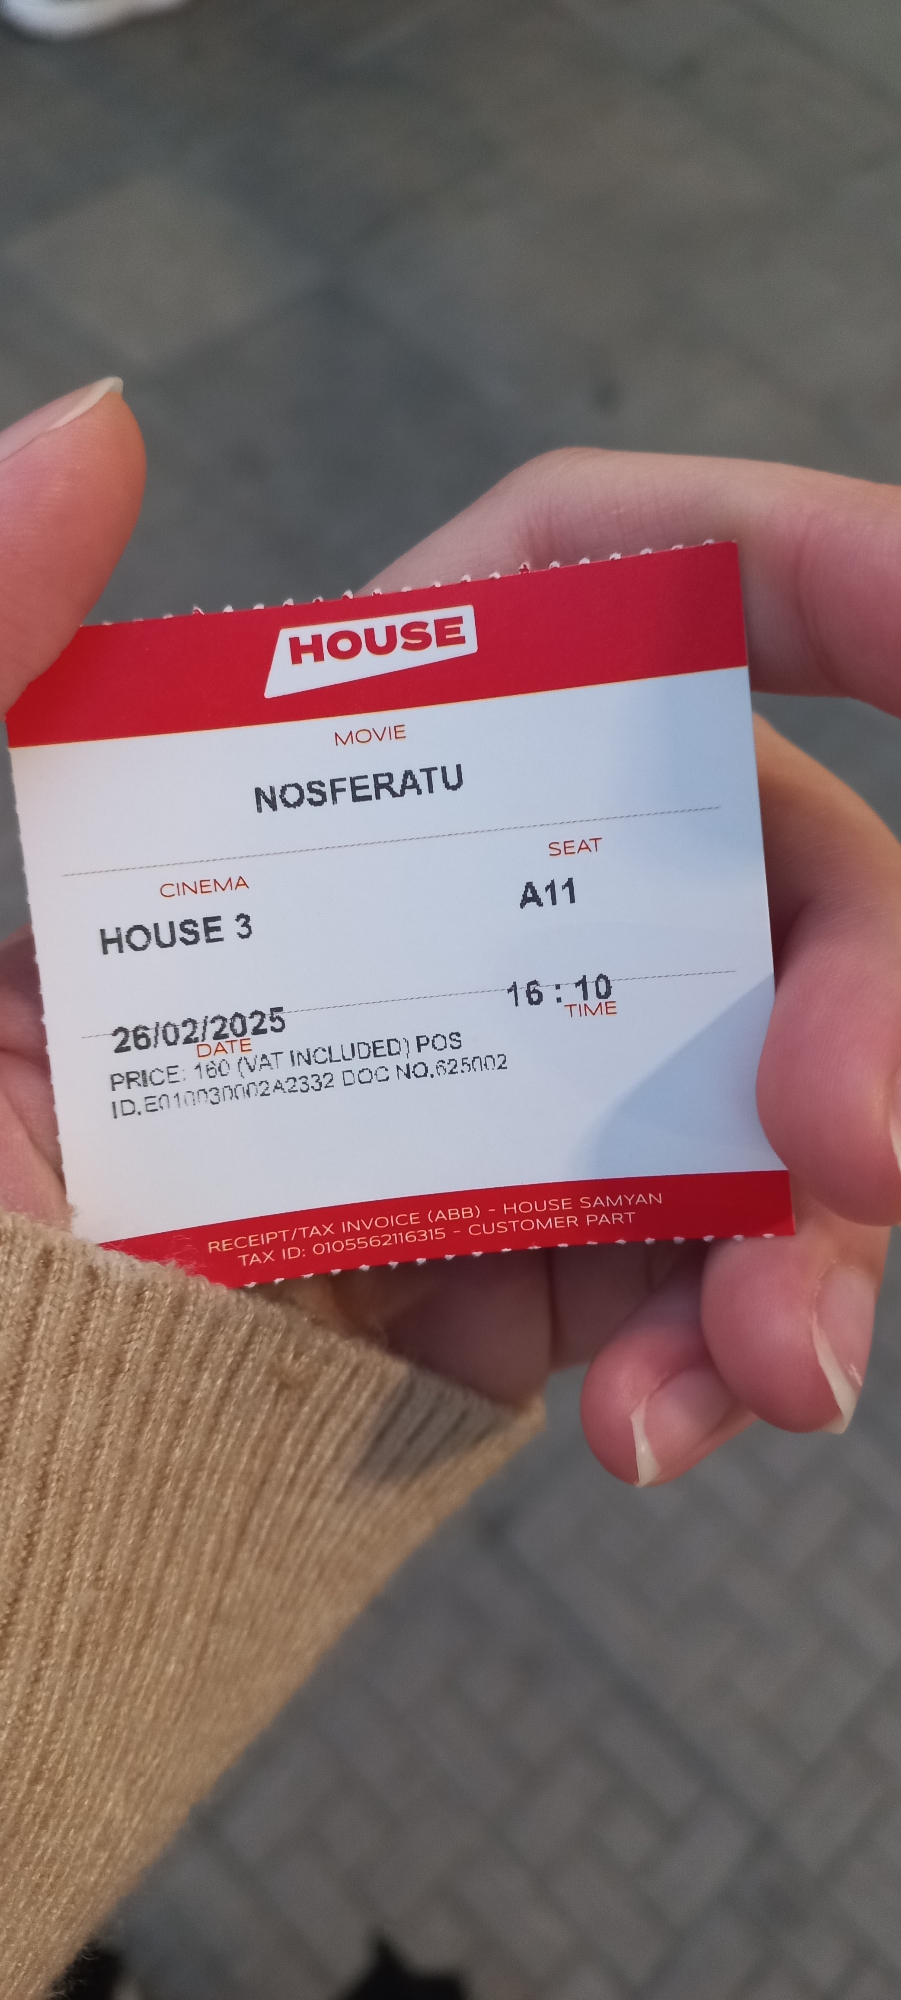 HOUSE
MOVIE
NOSFERATU
CINEMA
SEAT
HOUSE 3
A11
26/02/2025
16 : 10
DATE
TIME
PRICE: 160 (VAT INCLUDED) POS
ID.E010030002A2332 DOC NO.625002
RECEIPT/TAX INVOICE (ABB) - HOUSE SAMYAN
TAX ID: 0105562116315 - CUSTOMER PART